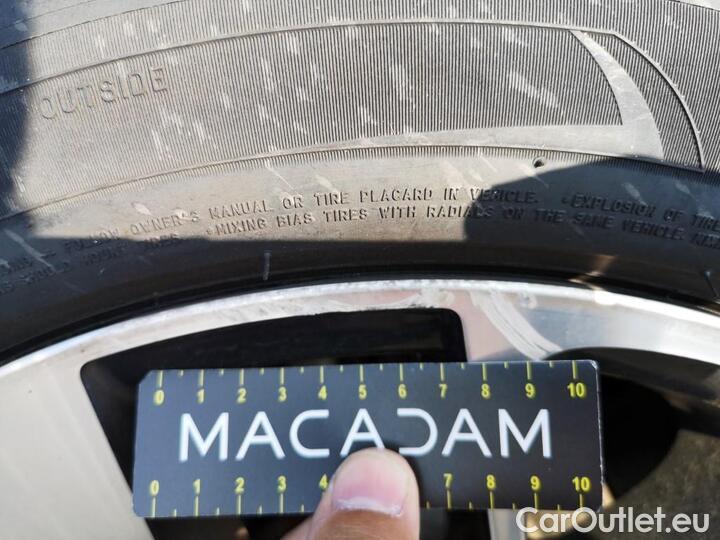 OUTSIDE
FOLLOW OWNER'S MANUAL OR TIRE PLACARD IN VEHICLE. •EXPLOSION OF TIRE
•MIXING BIAS TIRES WITH RADIALS ON THE SAME VEHICLE.
0 1 2 3 4 5 6 7 8 9 10
MACADAM
0 1 2 3 4 7 8 9 10
CarOutlet.eu